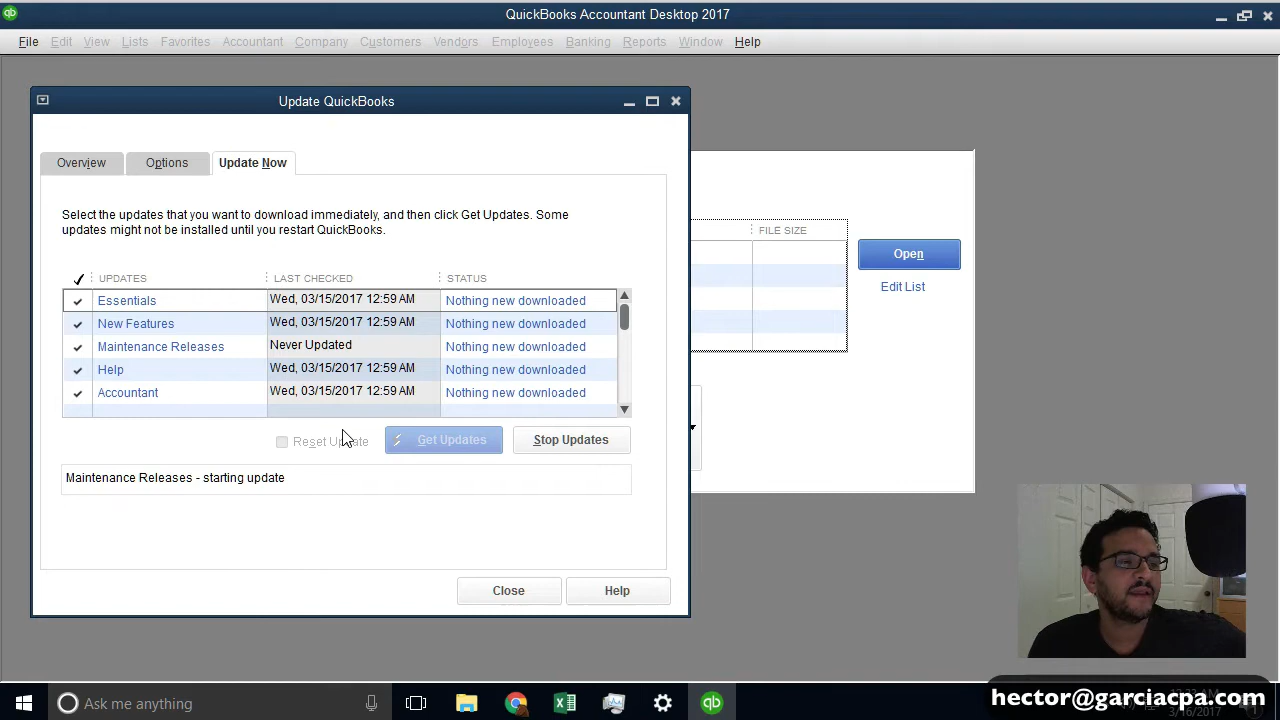 QuickBooks Accountant Desktop 2017
File Edit View Lists Favorites Accountant Company Customers Vendors Employees Banking Reports Window Help
Update QuickBooks
Overview Options Update Now
Select the updates that you want to download immediately, and then click Get Updates. Some
updates might not be installed until you restart QuickBooks.
FILE SIZE
Open
Edit List
UPDATES LAST CHECKED STATUS
Essentials Wed, 03/15/2017 12:59 AM Nothing new downloaded
New Features Wed, 03/15/2017 12:59 AM Nothing new downloaded
Maintenance Releases Never Updated Nothing new downloaded
Help Wed, 03/15/2017 12:59 AM Nothing new downloaded
Accountant Wed, 03/15/2017 12:59 AM Nothing new downloaded
Reset Update Get Updates Stop Updates
Maintenance Releases - starting update
Close Help
hector@garciacpa.com
Ask me anything
3/16/2017